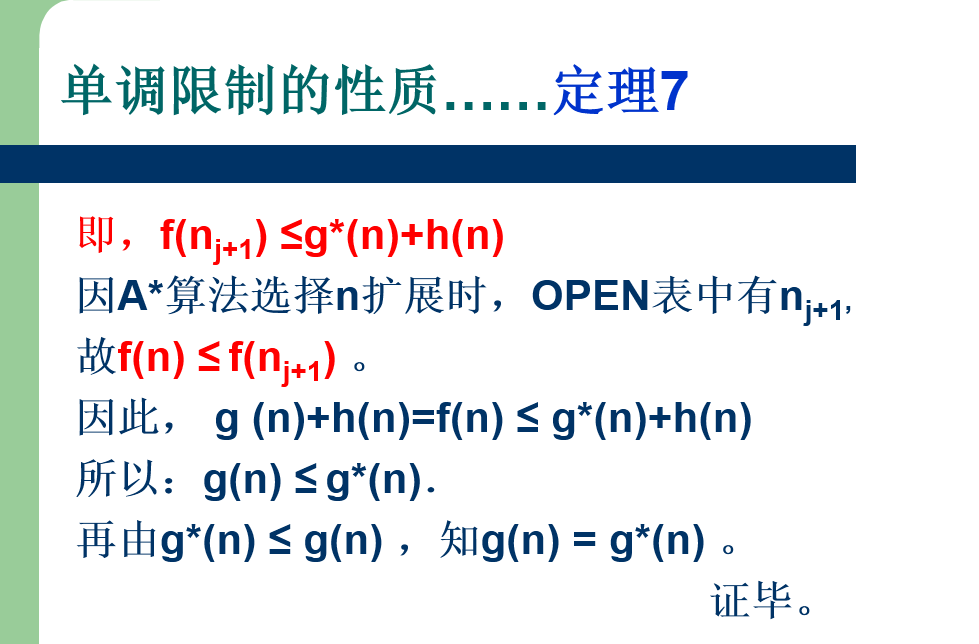 单调限制的性质……定理7
即，f(nj+1) ≤g*(n)+h(n)
因A*算法选择n扩展时，OPEN表中有nj+1,
故f(n) ≤ f(nj+1) 。
因此， g (n)+h(n)=f(n) ≤ g*(n)+h(n)
所以：g(n) ≤ g*(n).
再由g*(n) ≤ g(n) ，知g(n) = g*(n) 。
证毕。